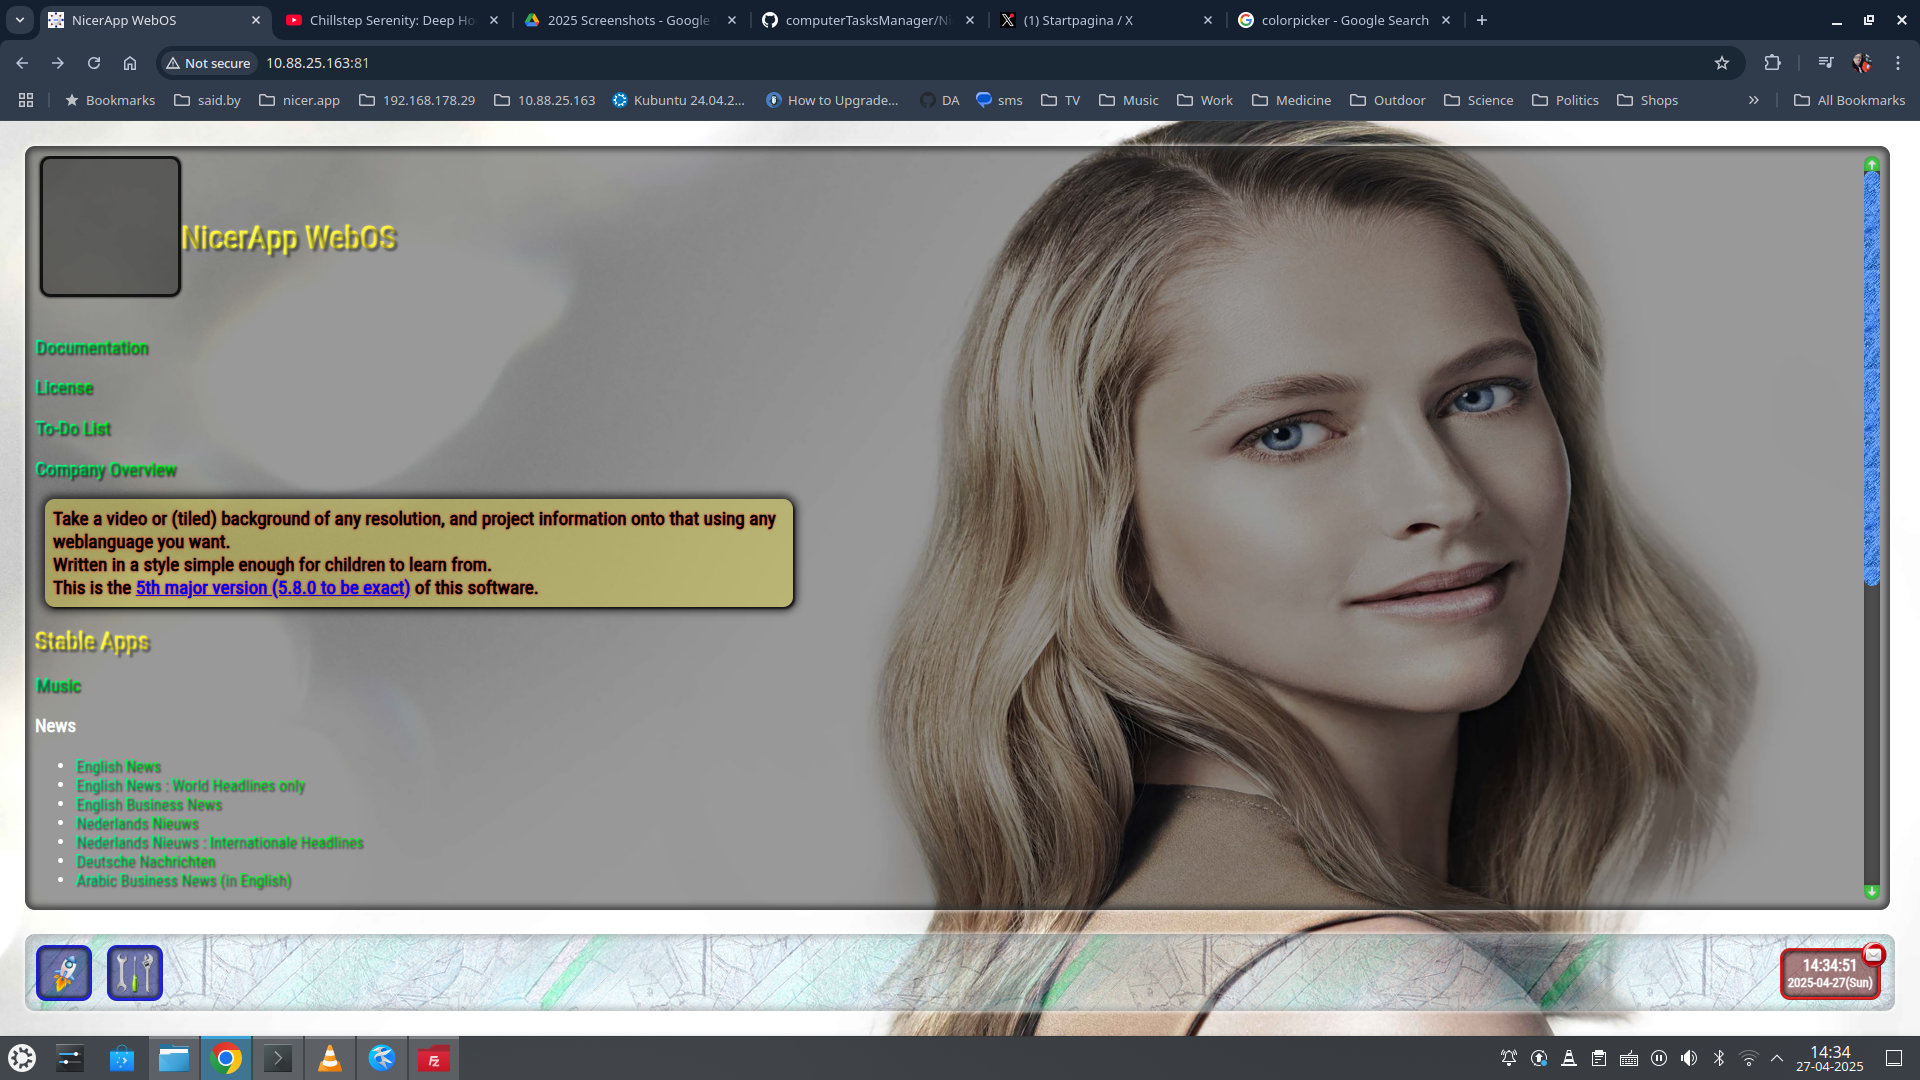 NicerApp WebOS
Chillstep Serenity: Deep Ho
2025 Screenshots - Google
computerTasksManager/Ni
(1) Startpagina / X
colorpicker - Google Search
Not secure
10.88.25.163:81
Bookmarks
said.by
nicer.app
192.168.178.29
10.88.25.163
Kubuntu 24.04.2...
How to Upgrade...
DA
sms
TV
Music
Work
Medicine
Outdoor
Science
Politics
Shops
All Bookmarks
NicerApp WebOS
Documentation
License
To-Do List
Company Overview
Take a video or (tiled) background of any resolution, and project information onto that using any
weblanguage you want.
Written in a style simple enough for children to learn from.
This is the 5th major version (5.8.0 to be exact) of this software.
Stable Apps
Music
News
English News
English News : World Headlines only
English Business News
Nederlands Nieuws
Nederlands Nieuws : Internationale Headlines
Deutsche Nachrichten
Arabic Business News (in English)
14:34:51
2025-04-27(Sun)
Fz
14:34
27-04-2025